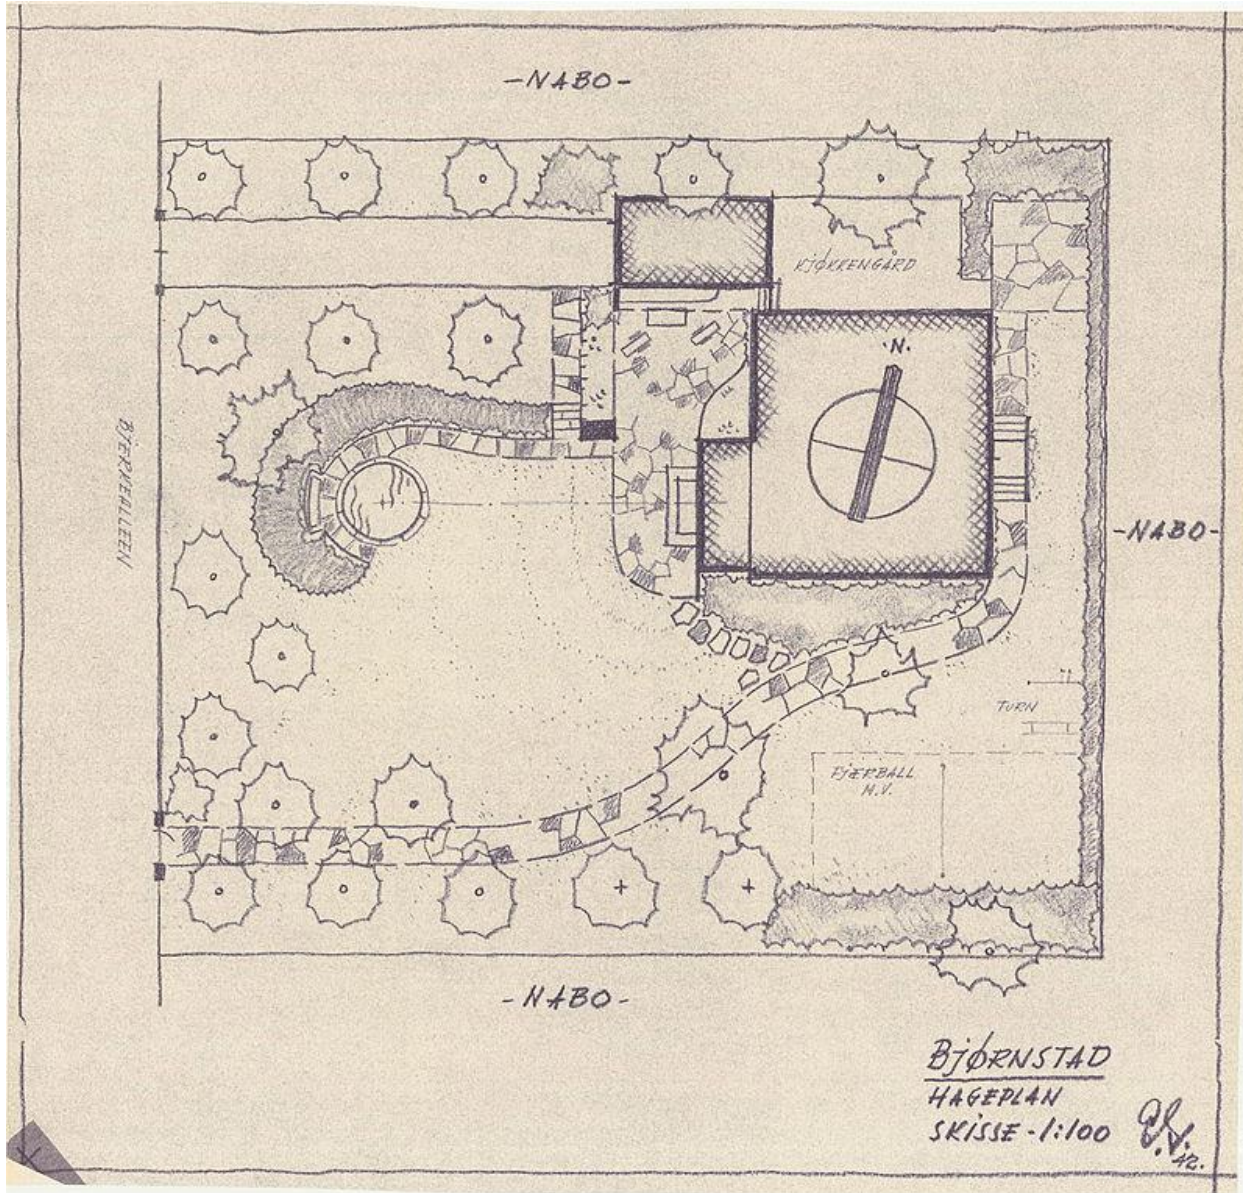 -NABO-
KJØKKENGÅRD
·N·
BJERKEALLEEN
-NABO-
TURN
FJÆRBALL
M.V.
-NABO-
BJØRNSTAD
HAGEPLAN
SKISSE - 1:100
42.